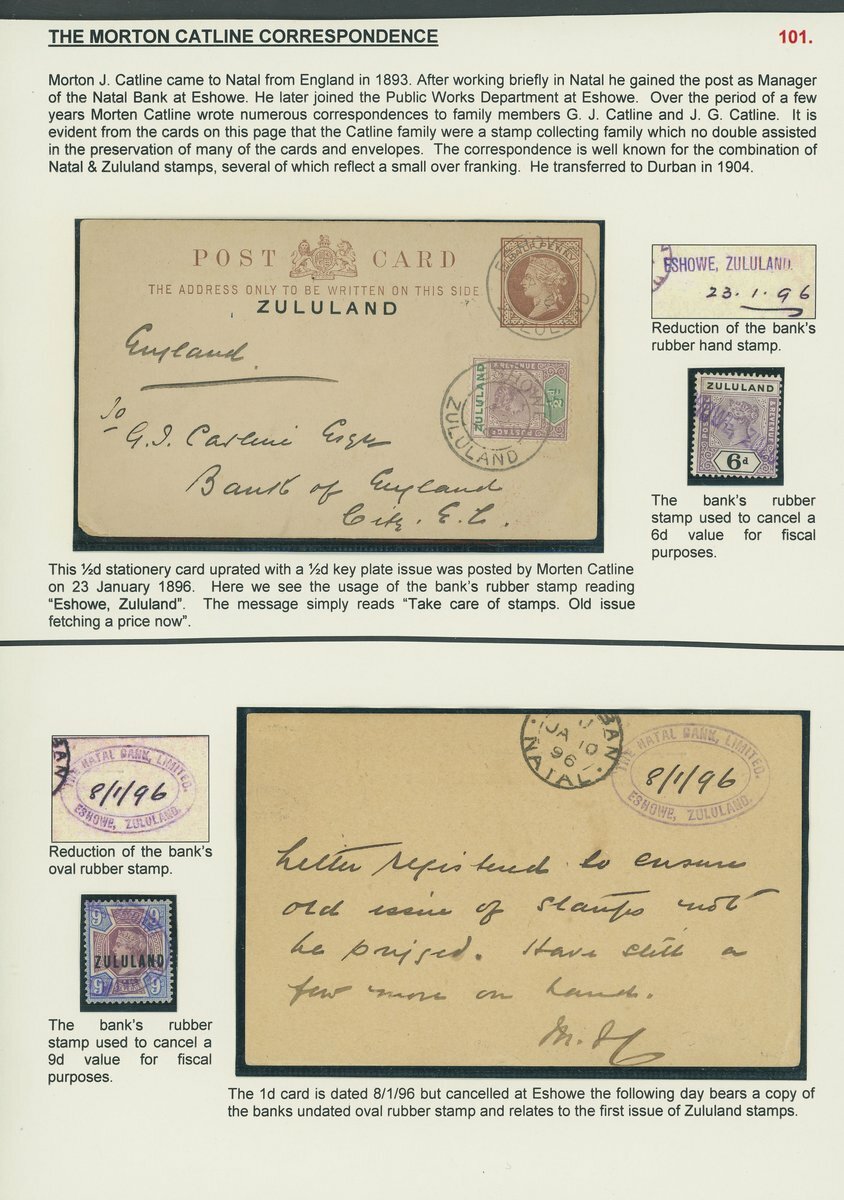 THE MORTON CATLINE CORRESPONDENCE
101.
Morton J. Catline came to Natal from England in 1893. After working briefly in Natal he gained the post as Manager
of the Natal Bank at Eshowe. He later joined the Public Works Department at Eshowe. Over the period of a few
years Morten Catline wrote numerous correspondences to family members G. J. Catline and J. G. Catline. It is
evident from the cards on this page that the Catline family were a stamp collecting family which no double assisted
in the preservation of many of the cards and envelopes. The correspondence is well known for the combination of
Natal & Zululand stamps, several of which reflect a small over franking. He transferred to Durban in 1904.
POST CARD
THE ADDRESS ONLY TO BE WRITTEN ON THIS SIDE
ZULULAND
ZULULAND
England
To
G. J. Catline Esqr
Bank of England
City. E.C.
ZULULAND
POSTAGE & REVENUE
ESHOWE
ZULULAND
ESHOWE, ZULULAND.
23.1.96
Reduction of the bank's
rubber hand stamp.
ZULULAND
6d
The bank's rubber
stamp used to cancel a
6d value for fiscal
purposes.
This ½d stationery card uprated with a ½d key plate issue was posted by Morten Catline
on 23 January 1896. Here we see the usage of the bank's rubber stamp reading
"Eshowe, Zululand". The message simply reads "Take care of stamps. Old issue
fetching a price now".
BAN
THE NATAL BANK, LIMITED.
8/1/96
ESHOWE, ZULULAND.
Reduction of the bank's
oval rubber stamp.
9 9
ZULULAND
The bank's rubber
stamp used to cancel a
9d value for fiscal
purposes.
BAN
JA 10
96
NATAL
THE NATAL BANK, LIMITED.
8/1/96
ESHOWE, ZULULAND.
Letter registered to ensure
old issue of stamps not
be prigged. Have still a
few more on hand.
The 1d card is dated 8/1/96 but cancelled at Eshowe the following day bears a copy of
the banks undated oval rubber stamp and relates to the first issue of Zululand stamps.